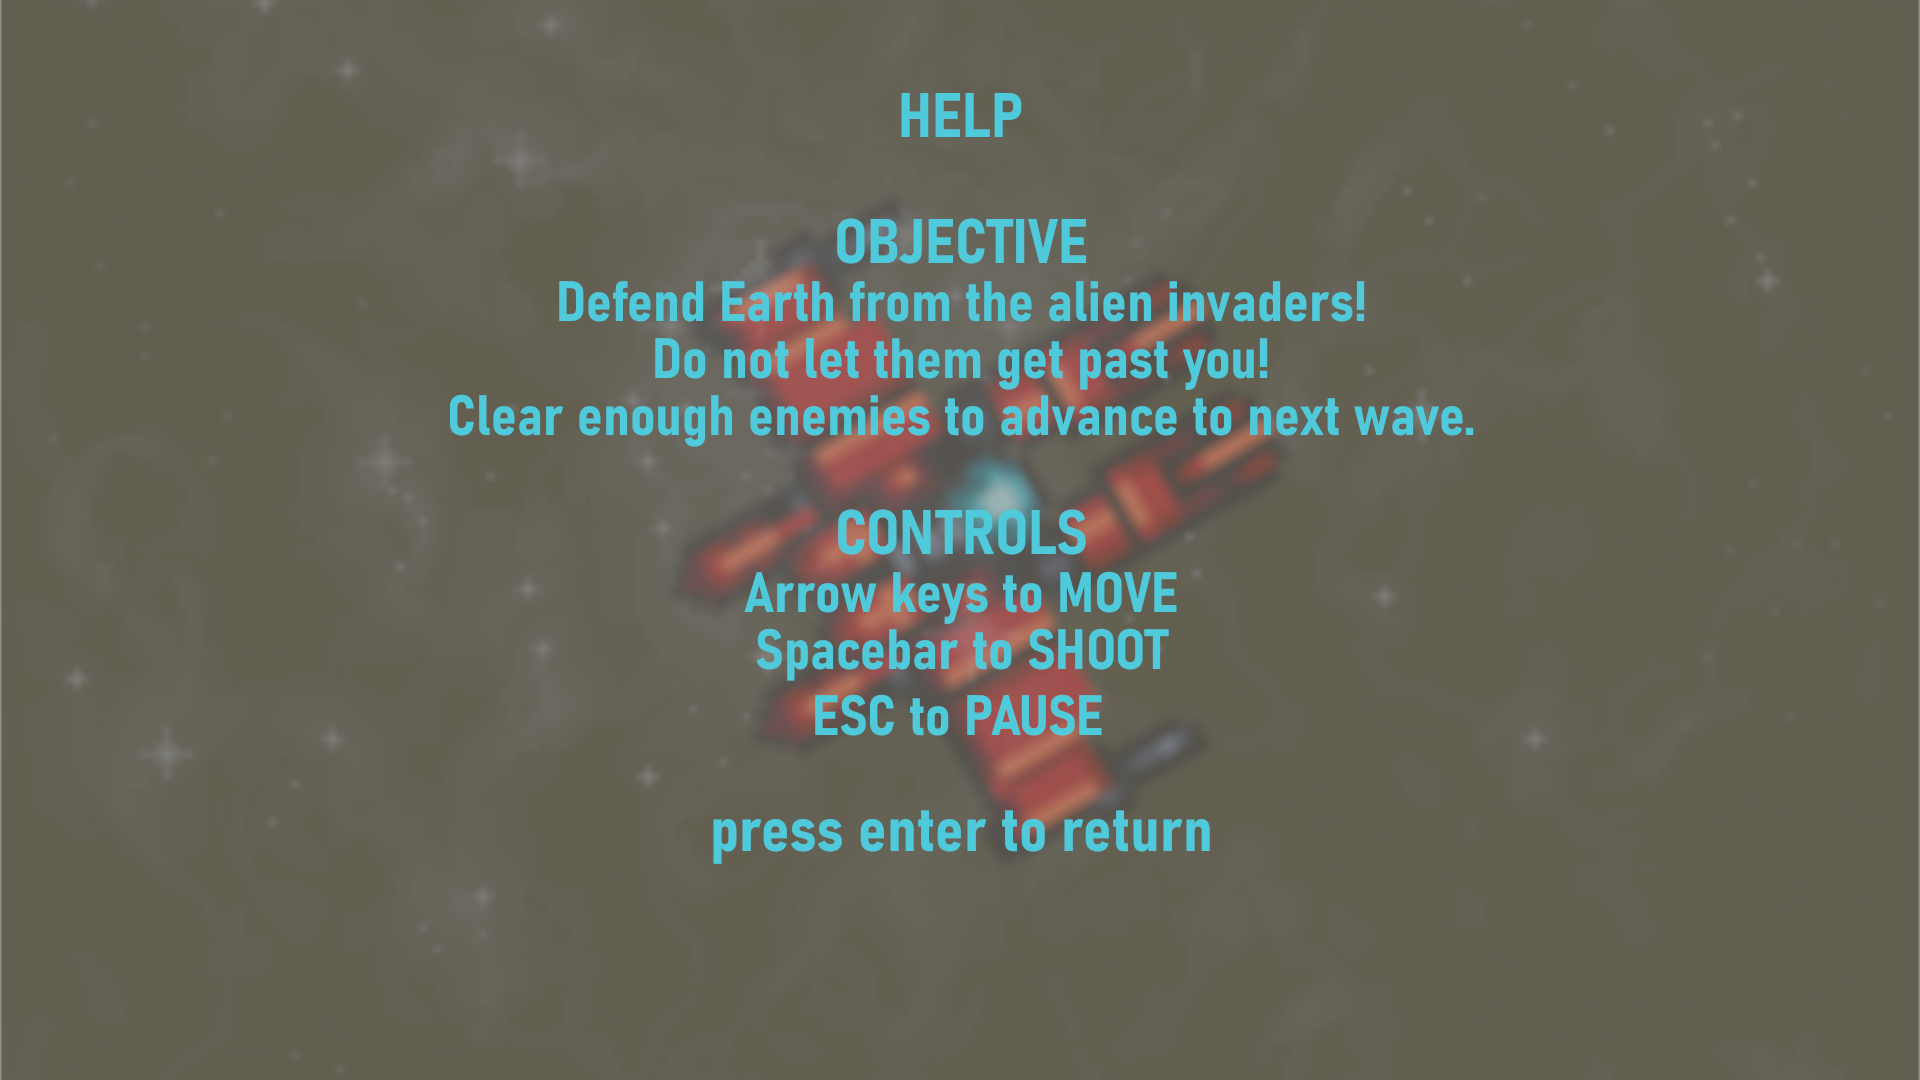 HELP
OBJECTIVE
Defend Earth from the alien invaders!
Do not let them get past you!
Clear enough enemies to advance to next wave.
CONTROLS
Arrow keys to MOVE
Spacebar to SHOOT
ESC to PAUSE
press enter to return